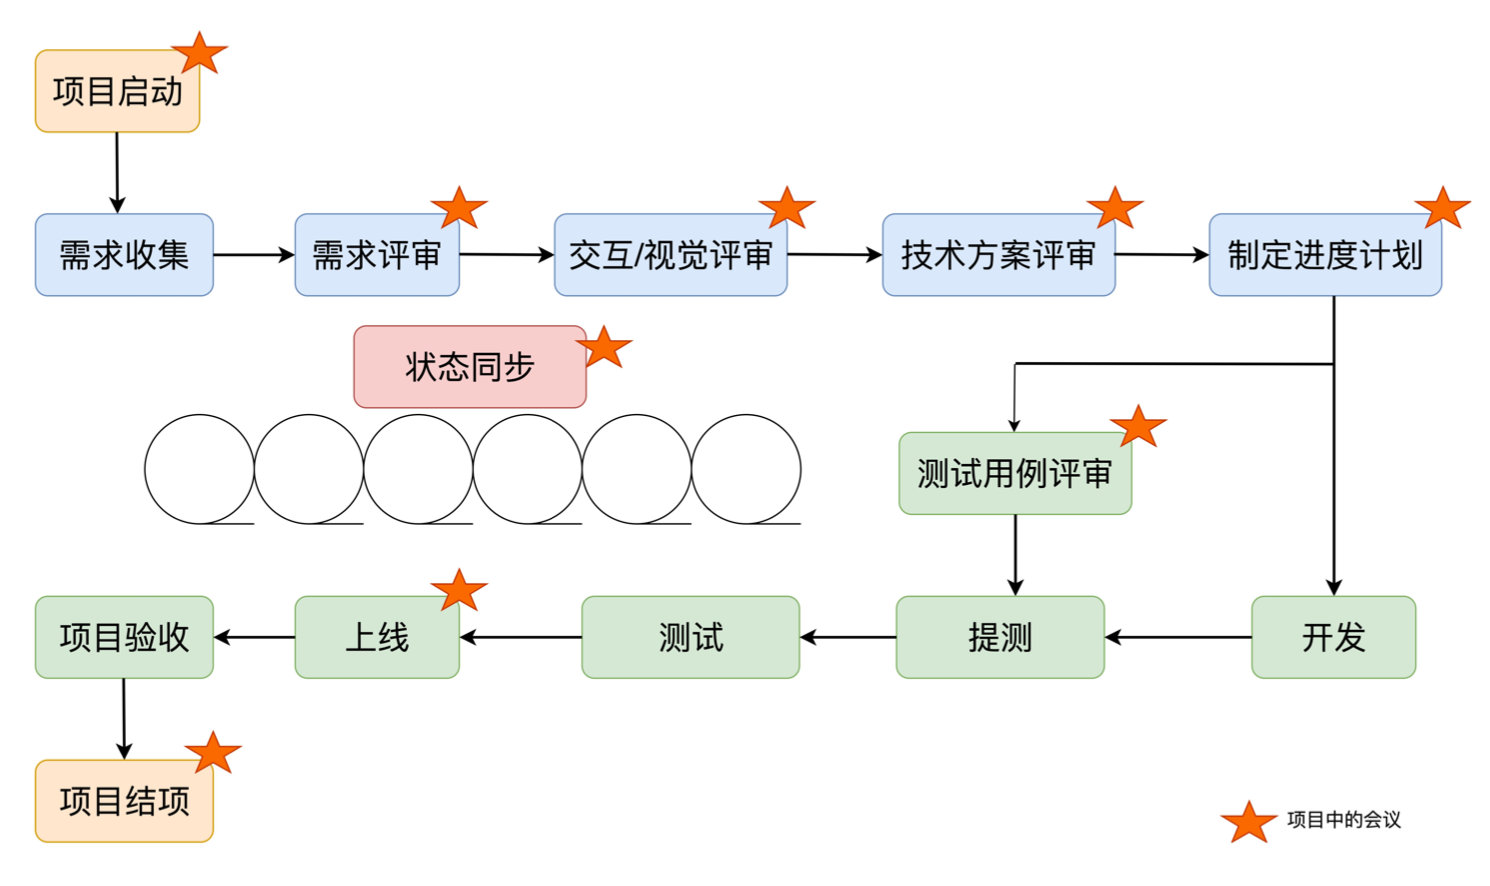 项目启动
需求收集
需求评审
交互/视觉评审
技术方案评审
制定进度计划
状态同步
测试用例评审
项目验收
上线
测试
提测
开发
项目结项
项目中的会议